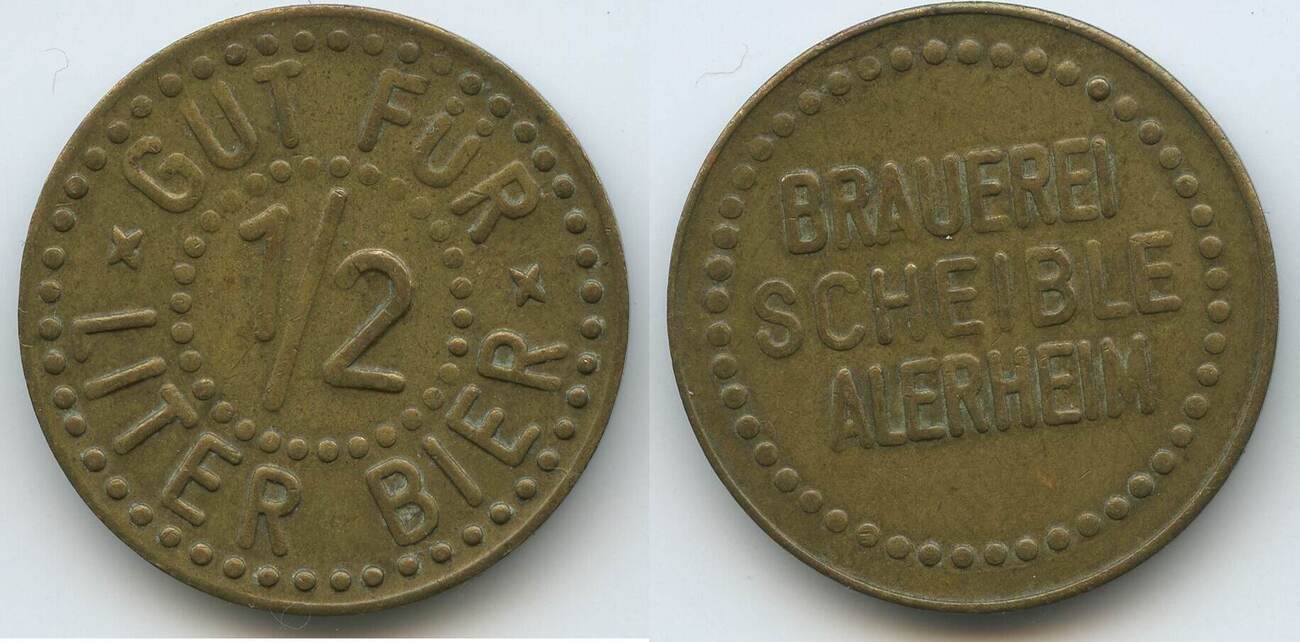 GUT FÜR
1/2
LITER BIER
BRAUEREI
SCHEIBLE
ALERHEIM